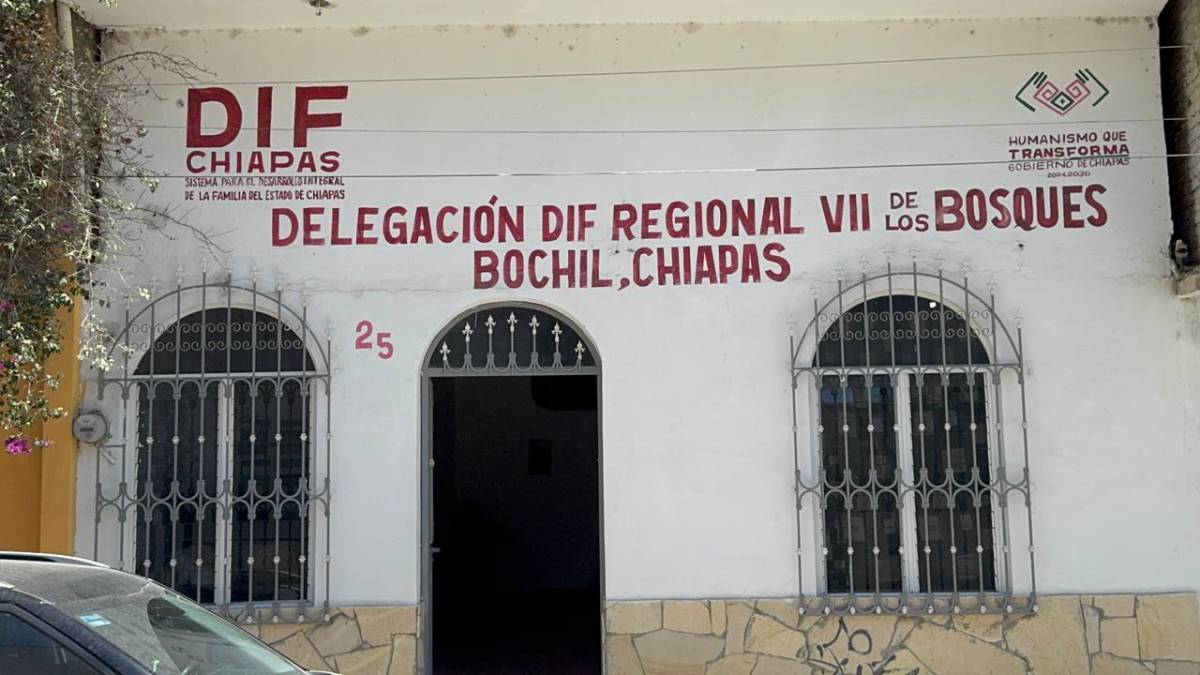 DIF
CHIAPAS
SISTEMA PARA EL DESARROLLO INTEGRAL
DE LA FAMILIA DEL ESTADO DE CHIAPAS
HUMANISMO QUE
TRANSFORMA
GOBIERNO DE CHIAPAS
2024-2030
DELEGACIÓN DIF REGIONAL VII DE LOS BOSQUES
BOCHIL, CHIAPAS
25